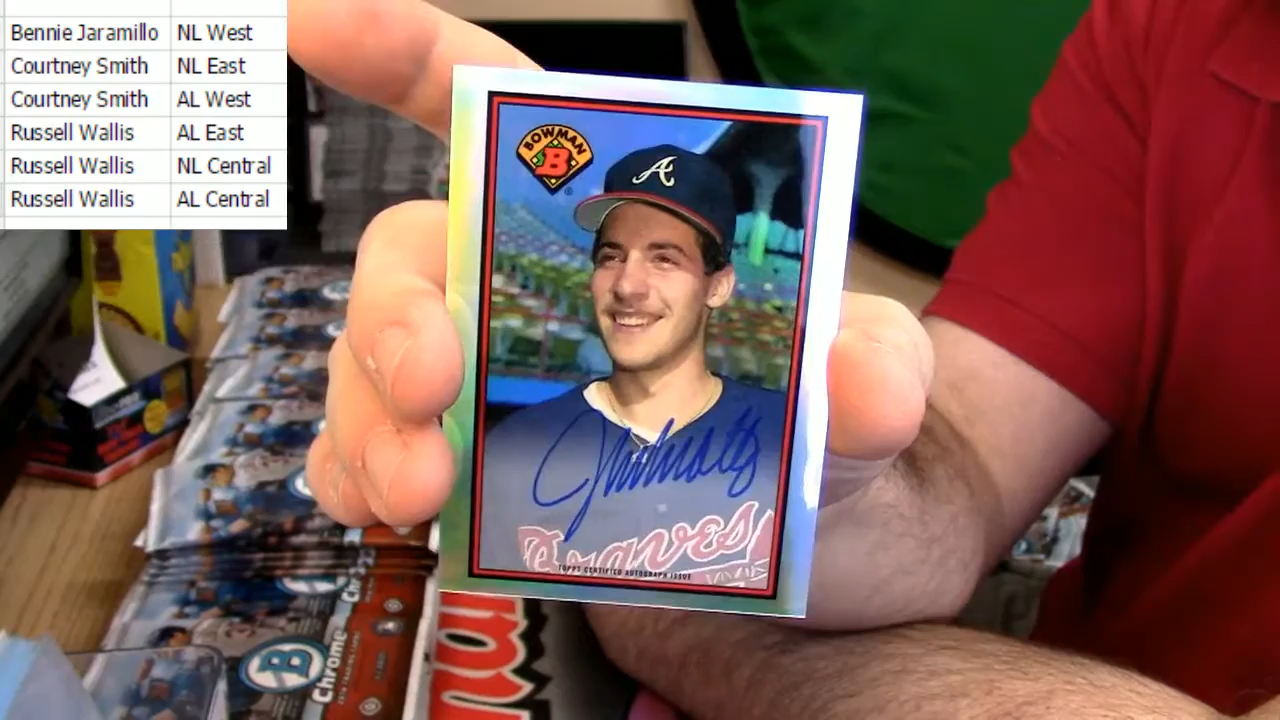 Bennie Jaramillo NL West
Courtney Smith NL East
Courtney Smith AL West
Russell Wallis AL East
Russell Wallis NL Central
Russell Wallis AL Central
BOWMAN
B
®
A
Braves
TOPPS CERTIFIED AUTOGRAPH ISSUE
B
Chrome